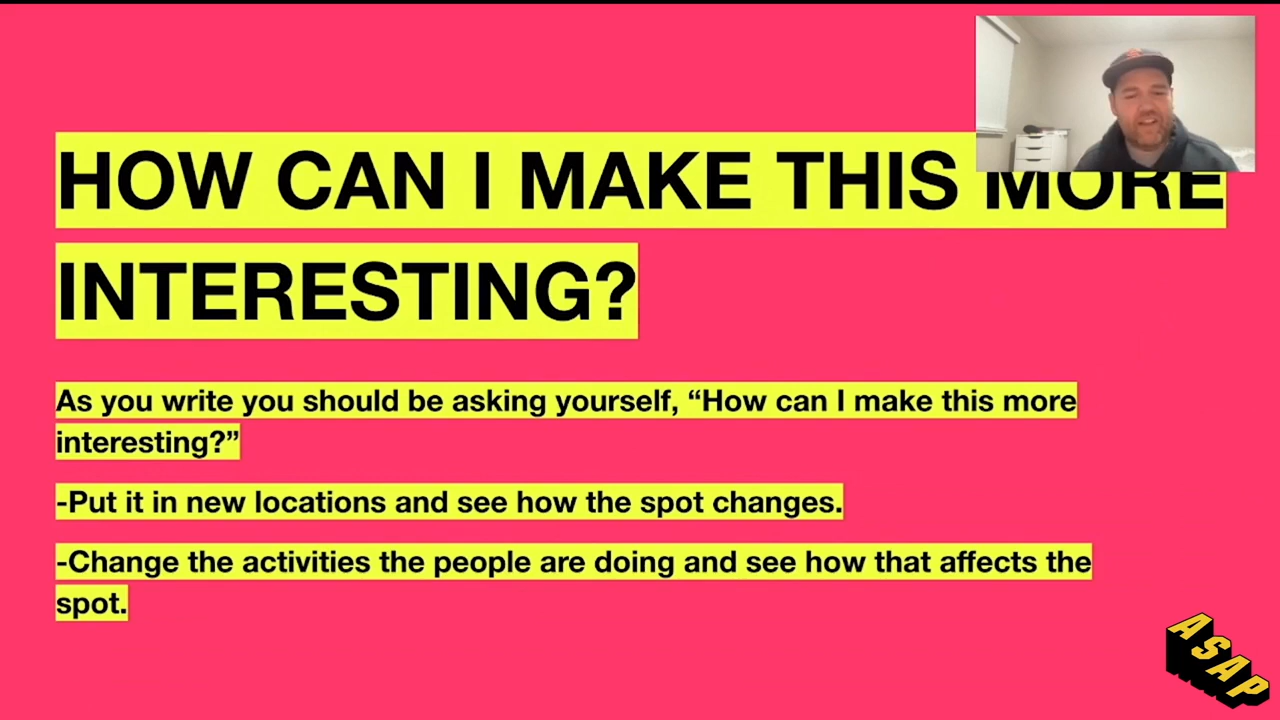 HOW CAN I MAKE THIS MORE
INTERESTING?
As you write you should be asking yourself, “How can I make this more
interesting?”
-Put it in new locations and see how the spot changes.
-Change the activities the people are doing and see how that affects the
spot.
ASAP